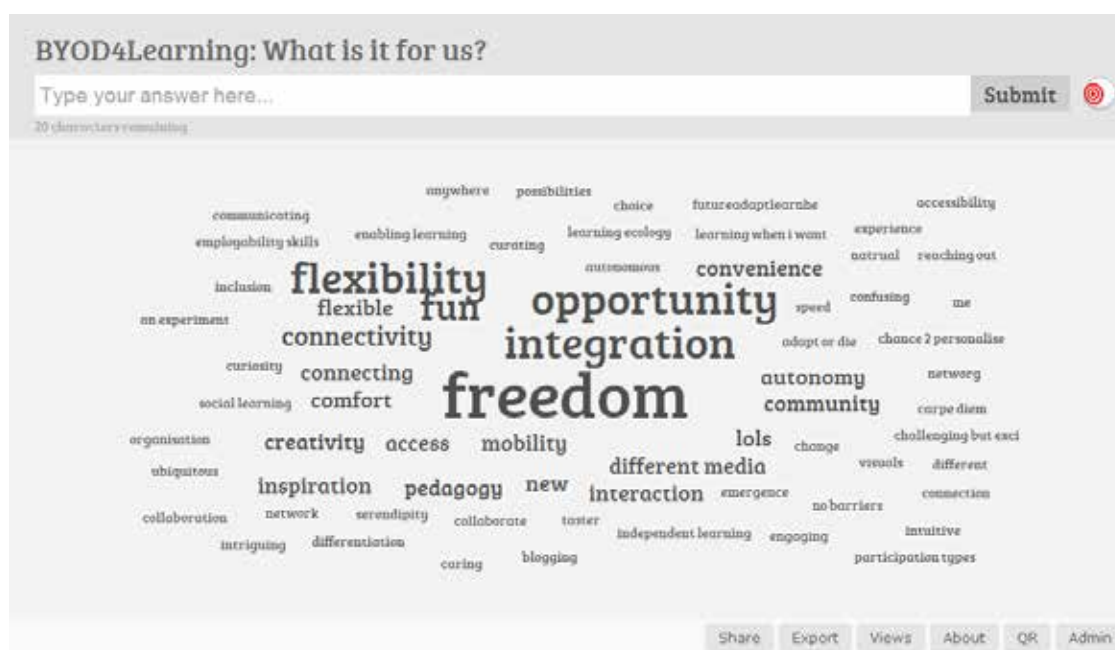 BYOD4Learning: What is it for us?
Type your answer here...
Submit
20 characters remaining
anywhere possibilities
choice futureadaptlearnbe accessibility
communicating
employability skills enabling learning curating learning ecology learning when i want experience
natrual reaching out
inclusion flexibility autonomous convenience
flexible fun opportunity speed confusing me
an experiment
connectivity integration adapt or die chance 2 personalise
curiosity connecting autonomy networg
social learning comfort freedom community carpe diem
organisation creativity access mobility lols change challenging but exci
ubiquitous different media visuals different
inspiration pedagogy new interaction emergence connection
no barriers
collaboration network serendipity collaborate taster
independent learning engaging intuitive
intriguing differentiation
caring blogging participation types
Share Export Views About QR Admin